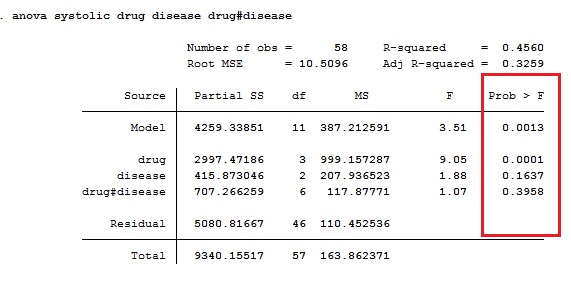 . anova systolic drug disease drug#disease
Number of obs = 58 R-squared = 0.4560
Root MSE = 10.5096 Adj R-squared = 0.3259
Source Partial SS df MS F Prob > F
Model 4259.33851 11 387.212591 3.51 0.0013
drug 2997.47186 3 999.157287 9.05 0.0001
disease 415.873046 2 207.936523 1.88 0.1637
drug#disease 707.266259 6 117.87771 1.07 0.3958
Residual 5080.81667 46 110.452536
Total 9340.15517 57 163.862371